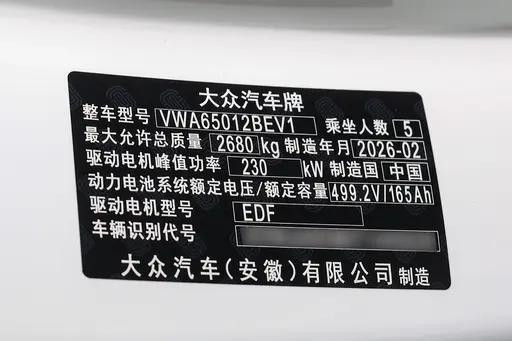 大众汽车牌
整车型号 VWA65012BEV1 乘坐人数 5
最大允许总质量 2680 kg 制造年月 2026-02
驱动电机峰值功率 230 kW 制造国 中国
动力电池系统额定电压/额定容量 499.2V/165Ah
驱动电机型号 EDF
车辆识别代号
大众汽车(安徽)有限公司 制造